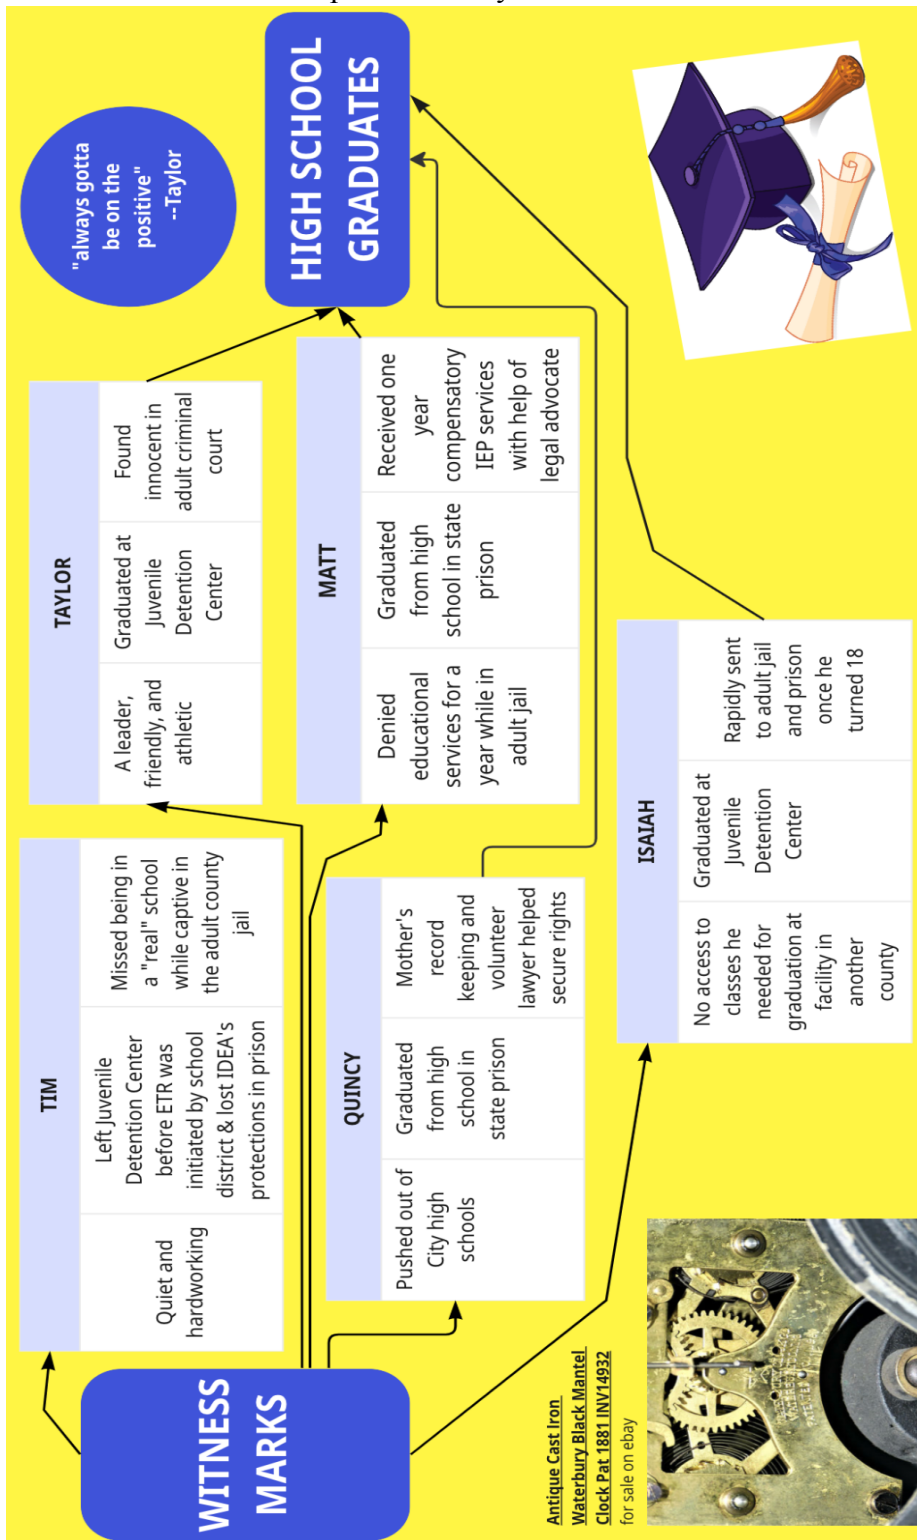 WITNESS
MARKS
TIM
Quiet and
hardworking
Left Juvenile
Detention Center
before ETR was
initiated by school
district & lost IDEA's
protections in prison
Missed being in
a "real" school
while captive in
the adult county
jail
TAYLOR
A leader,
friendly, and
athletic
Graduated at
Juvenile
Detention
Center
Found
innocent in
adult criminal
court
"always gotta
be on the
positive"
--Taylor
HIGH SCHOOL
GRADUATES
MATT
Denied
educational
services for a
year while in
adult jail
Graduated
from high
school in state
prison
Received one
year
compensatory
IEP services
with help of
legal advocate
QUINCY
Pushed out of
City high
schools
Graduated
from high
school in
state prison
Mother's
record
keeping and
volunteer
lawyer helped
secure rights
ISAIAH
No access to
classes he
needed for
graduation at
facility in
another
county
Graduated at
Juvenile
Detention
Center
Rapidly sent
to adult jail
and prison
once he
turned 18
Antique Cast Iron
Waterbury Black Mantel
Clock Pat 1881 INV14932
for sale on ebay